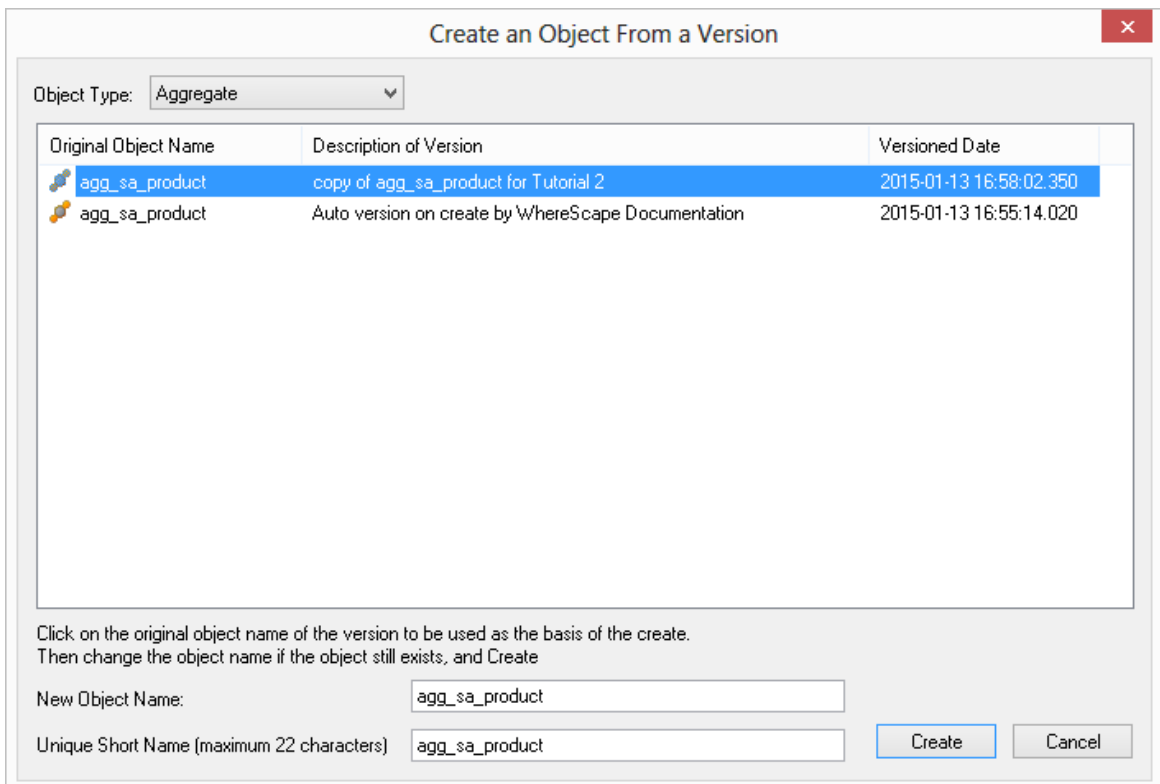 Create an Object From a Version
Object Type: Aggregate
Original Object Name Description of Version Versioned Date
agg_sa_product copy of agg_sa_product for Tutorial 2 2015-01-13 16:58:02.350
agg_sa_product Auto version on create by WhereScape Documentation 2015-01-13 16:55:14.020
Click on the original object name of the version to be used as the basis of the create.
Then change the object name if the object still exists, and Create
New Object Name: agg_sa_product
Unique Short Name (maximum 22 characters) agg_sa_product Create Cancel